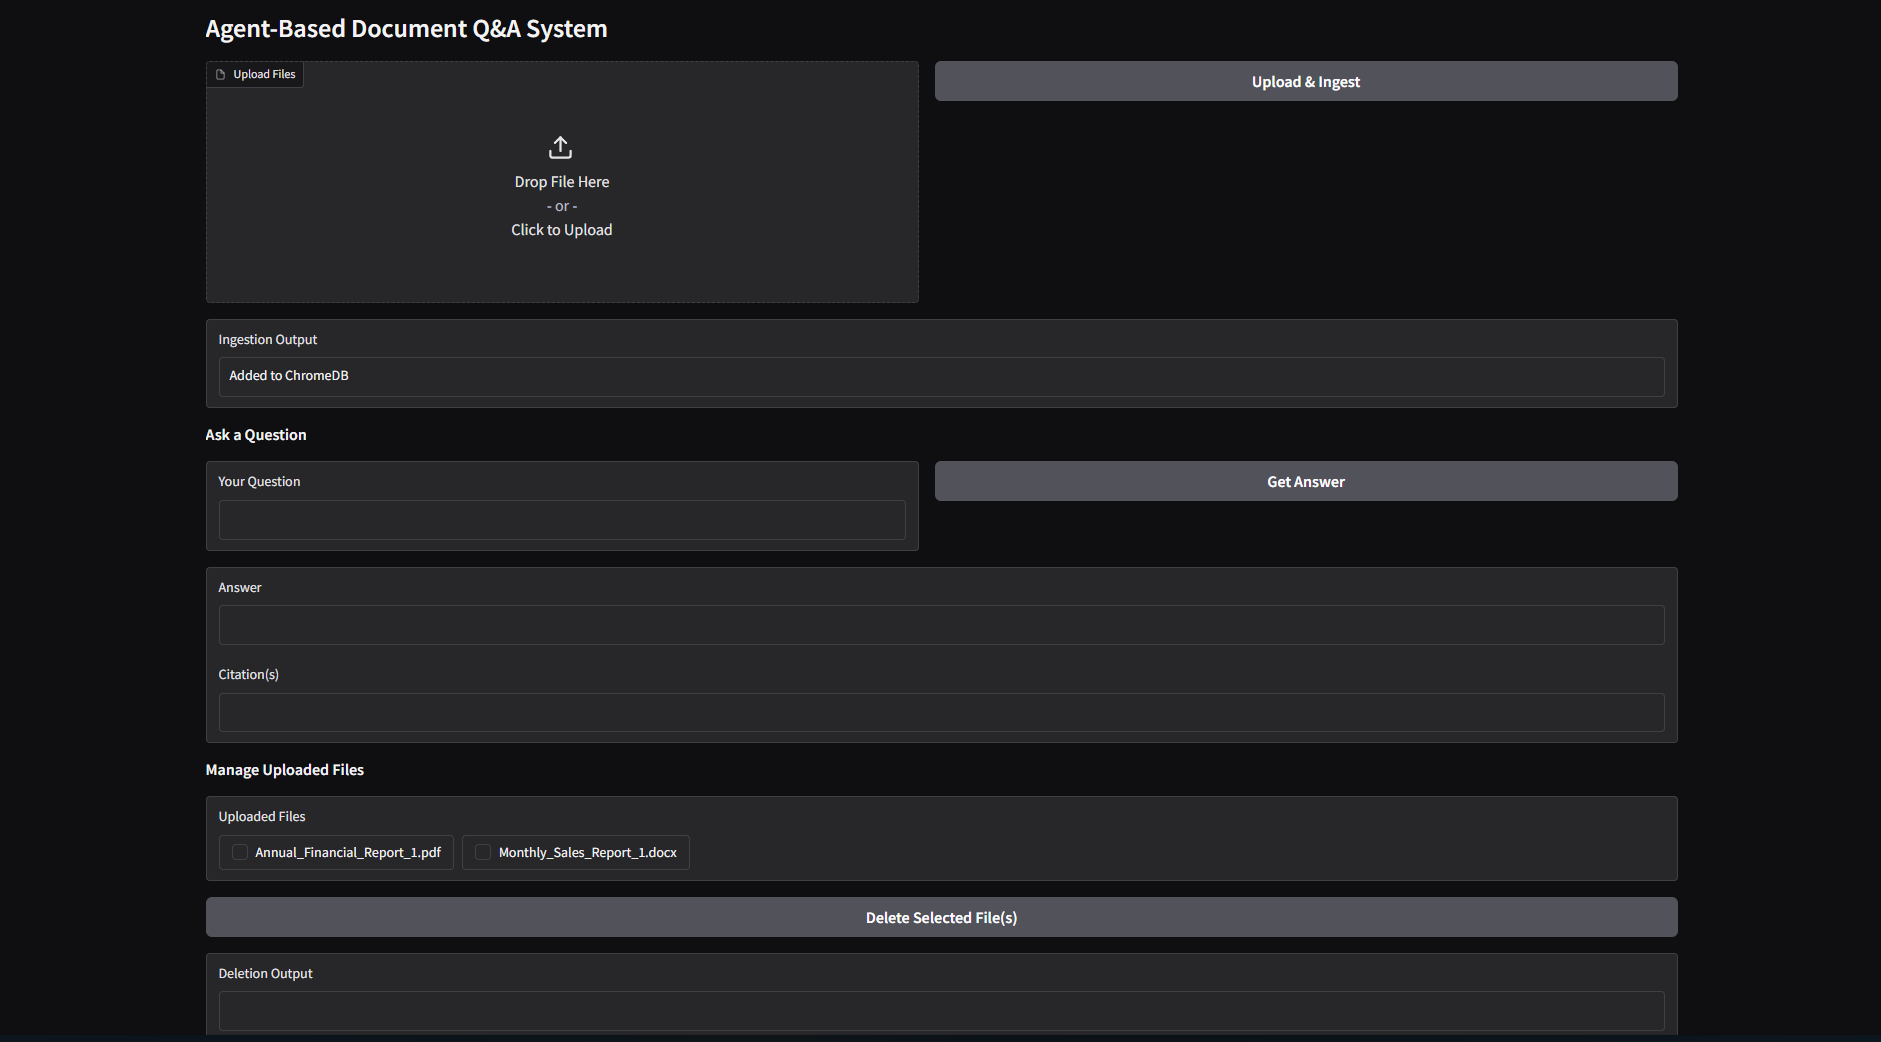 Agent-Based Document Q&A System
Upload Files
Upload & Ingest
Drop File Here
- or -
Click to Upload
Ingestion Output
Added to ChromeDB
Ask a Question
Your Question
Get Answer
Answer
Citation(s)
Manage Uploaded Files
Uploaded Files
Annual_Financial_Report_1.pdf
Monthly_Sales_Report_1.docx
Delete Selected File(s)
Deletion Output